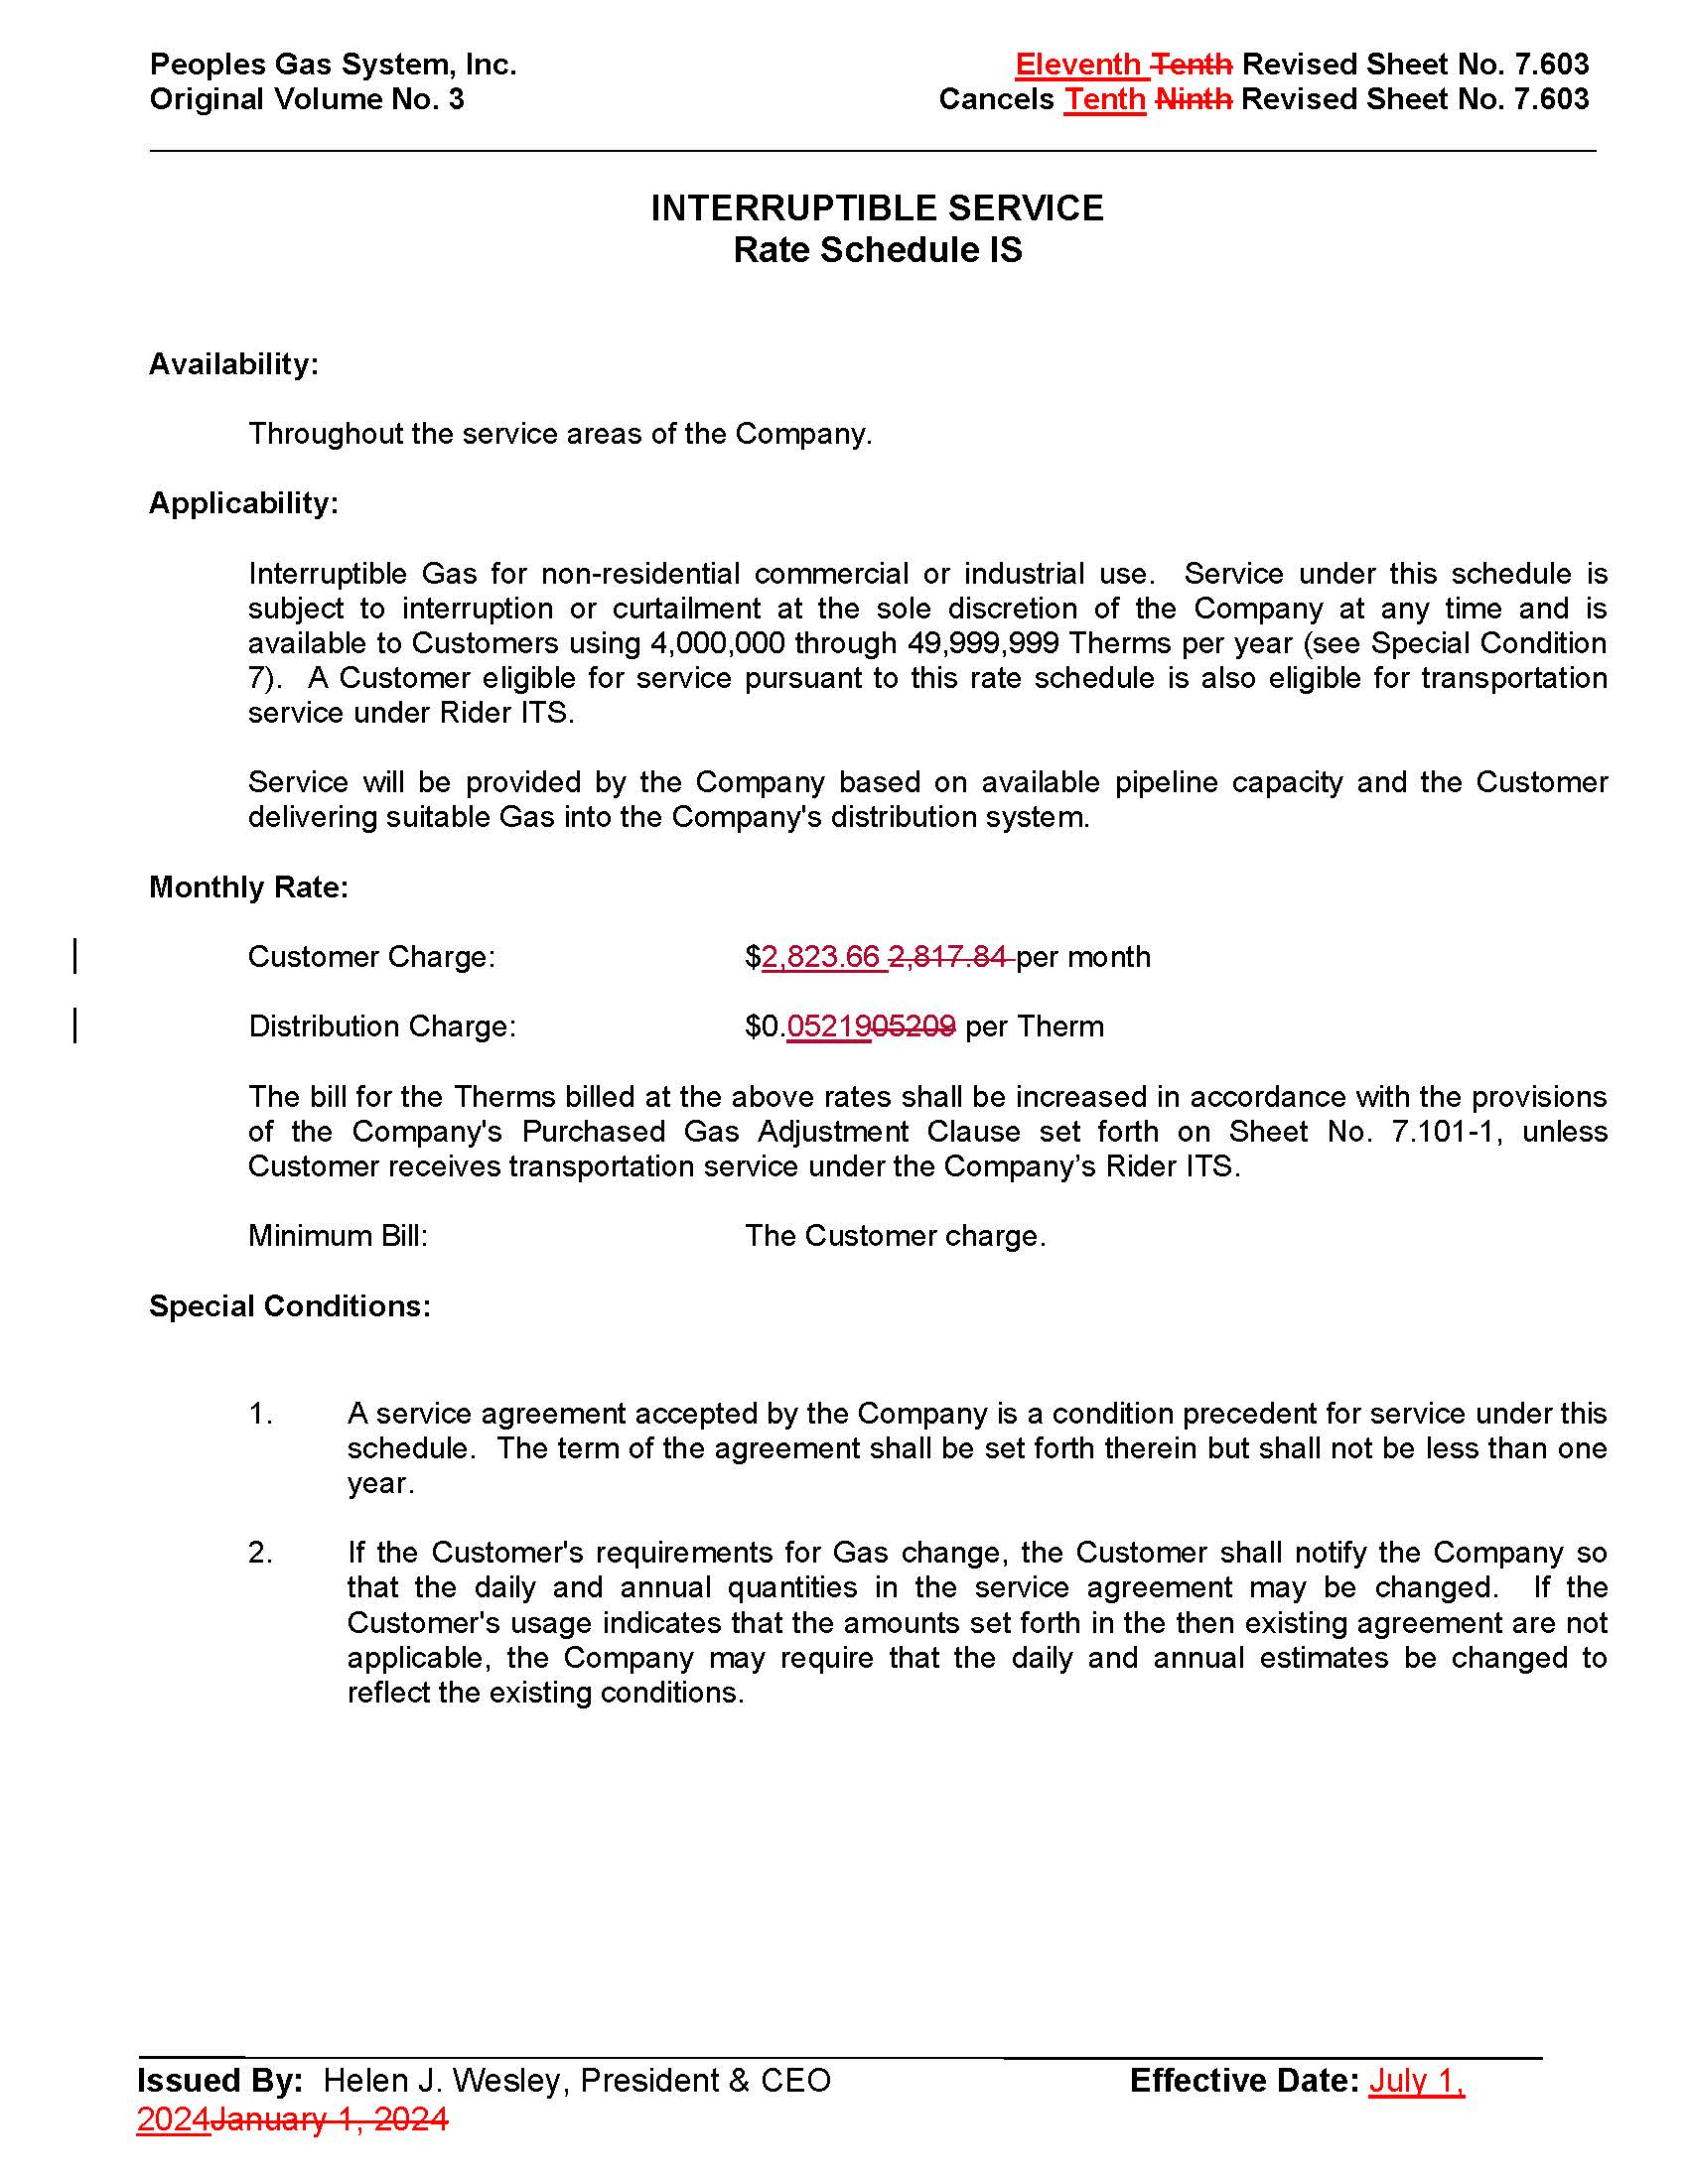 Peoples Gas System, Inc. Eleventh Tenth Revised Sheet No. 7.603
Original Volume No. 3 Cancels Tenth Ninth Revised Sheet No. 7.603
INTERRUPTIBLE SERVICE
Rate Schedule IS
Availability:
Throughout the service areas of the Company.
Applicability:
Interruptible Gas for non-residential commercial or industrial use. Service under this schedule is
subject to interruption or curtailment at the sole discretion of the Company at any time and is
available to Customers using 4,000,000 through 49,999,999 Therms per year (see Special Condition
7). A Customer eligible for service pursuant to this rate schedule is also eligible for transportation
service under Rider ITS.
Service will be provided by the Company based on available pipeline capacity and the Customer
delivering suitable Gas into the Company's distribution system.
Monthly Rate:
Customer Charge: $2,823.66 2,817.84 per month
Distribution Charge: $0.0521905209 per Therm
The bill for the Therms billed at the above rates shall be increased in accordance with the provisions
of the Company's Purchased Gas Adjustment Clause set forth on Sheet No. 7.101-1, unless
Customer receives transportation service under the Company’s Rider ITS.
Minimum Bill: The Customer charge.
Special Conditions:
1. A service agreement accepted by the Company is a condition precedent for service under this
schedule. The term of the agreement shall be set forth therein but shall not be less than one
year.
2. If the Customer's requirements for Gas change, the Customer shall notify the Company so
that the daily and annual quantities in the service agreement may be changed. If the
Customer's usage indicates that the amounts set forth in the then existing agreement are not
applicable, the Company may require that the daily and annual estimates be changed to
reflect the existing conditions.
Issued By: Helen J. Wesley, President & CEO Effective Date: July 1,
2024January 1, 2024